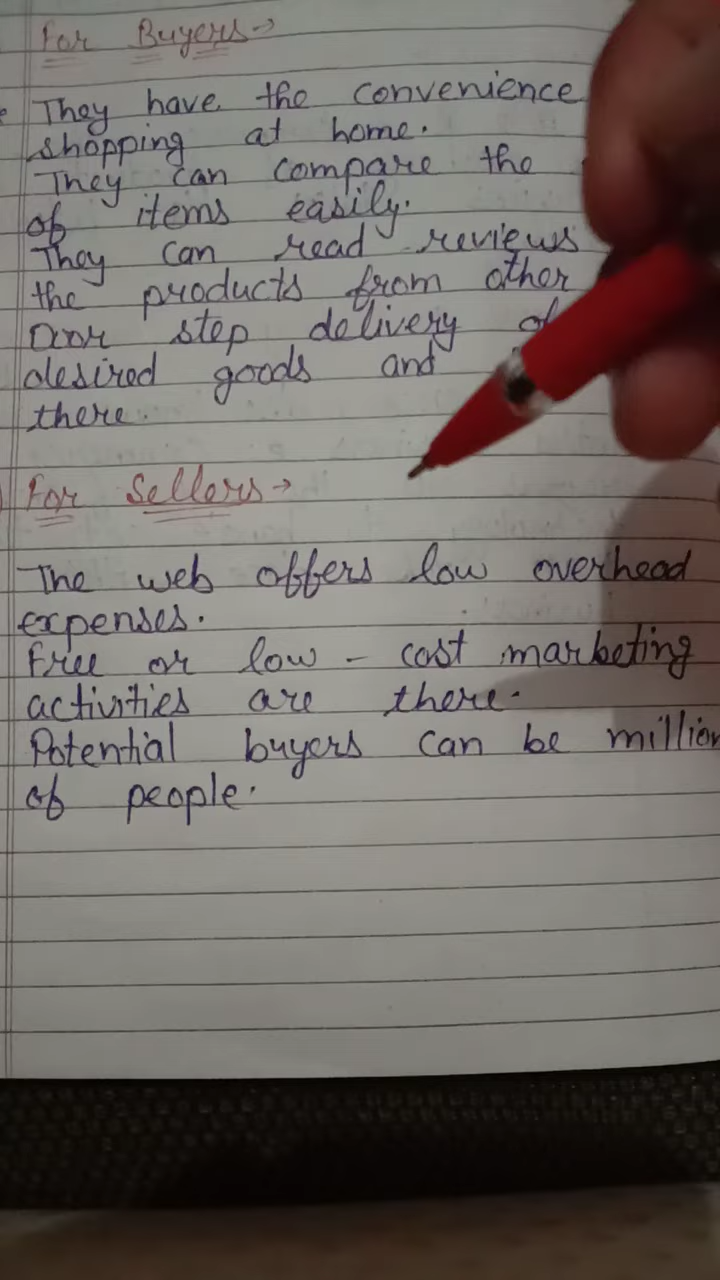 For Buyers →
They have the convenience
shopping at home.
They can compare the
of items easily.
They can read reviews
the products from other
Door step delivery of
desired goods and
there.
For Sellers →
The web offers low overhead
expenses.
Free or low - cost marketing
activities are there.
Potential buyers can be million
of people.